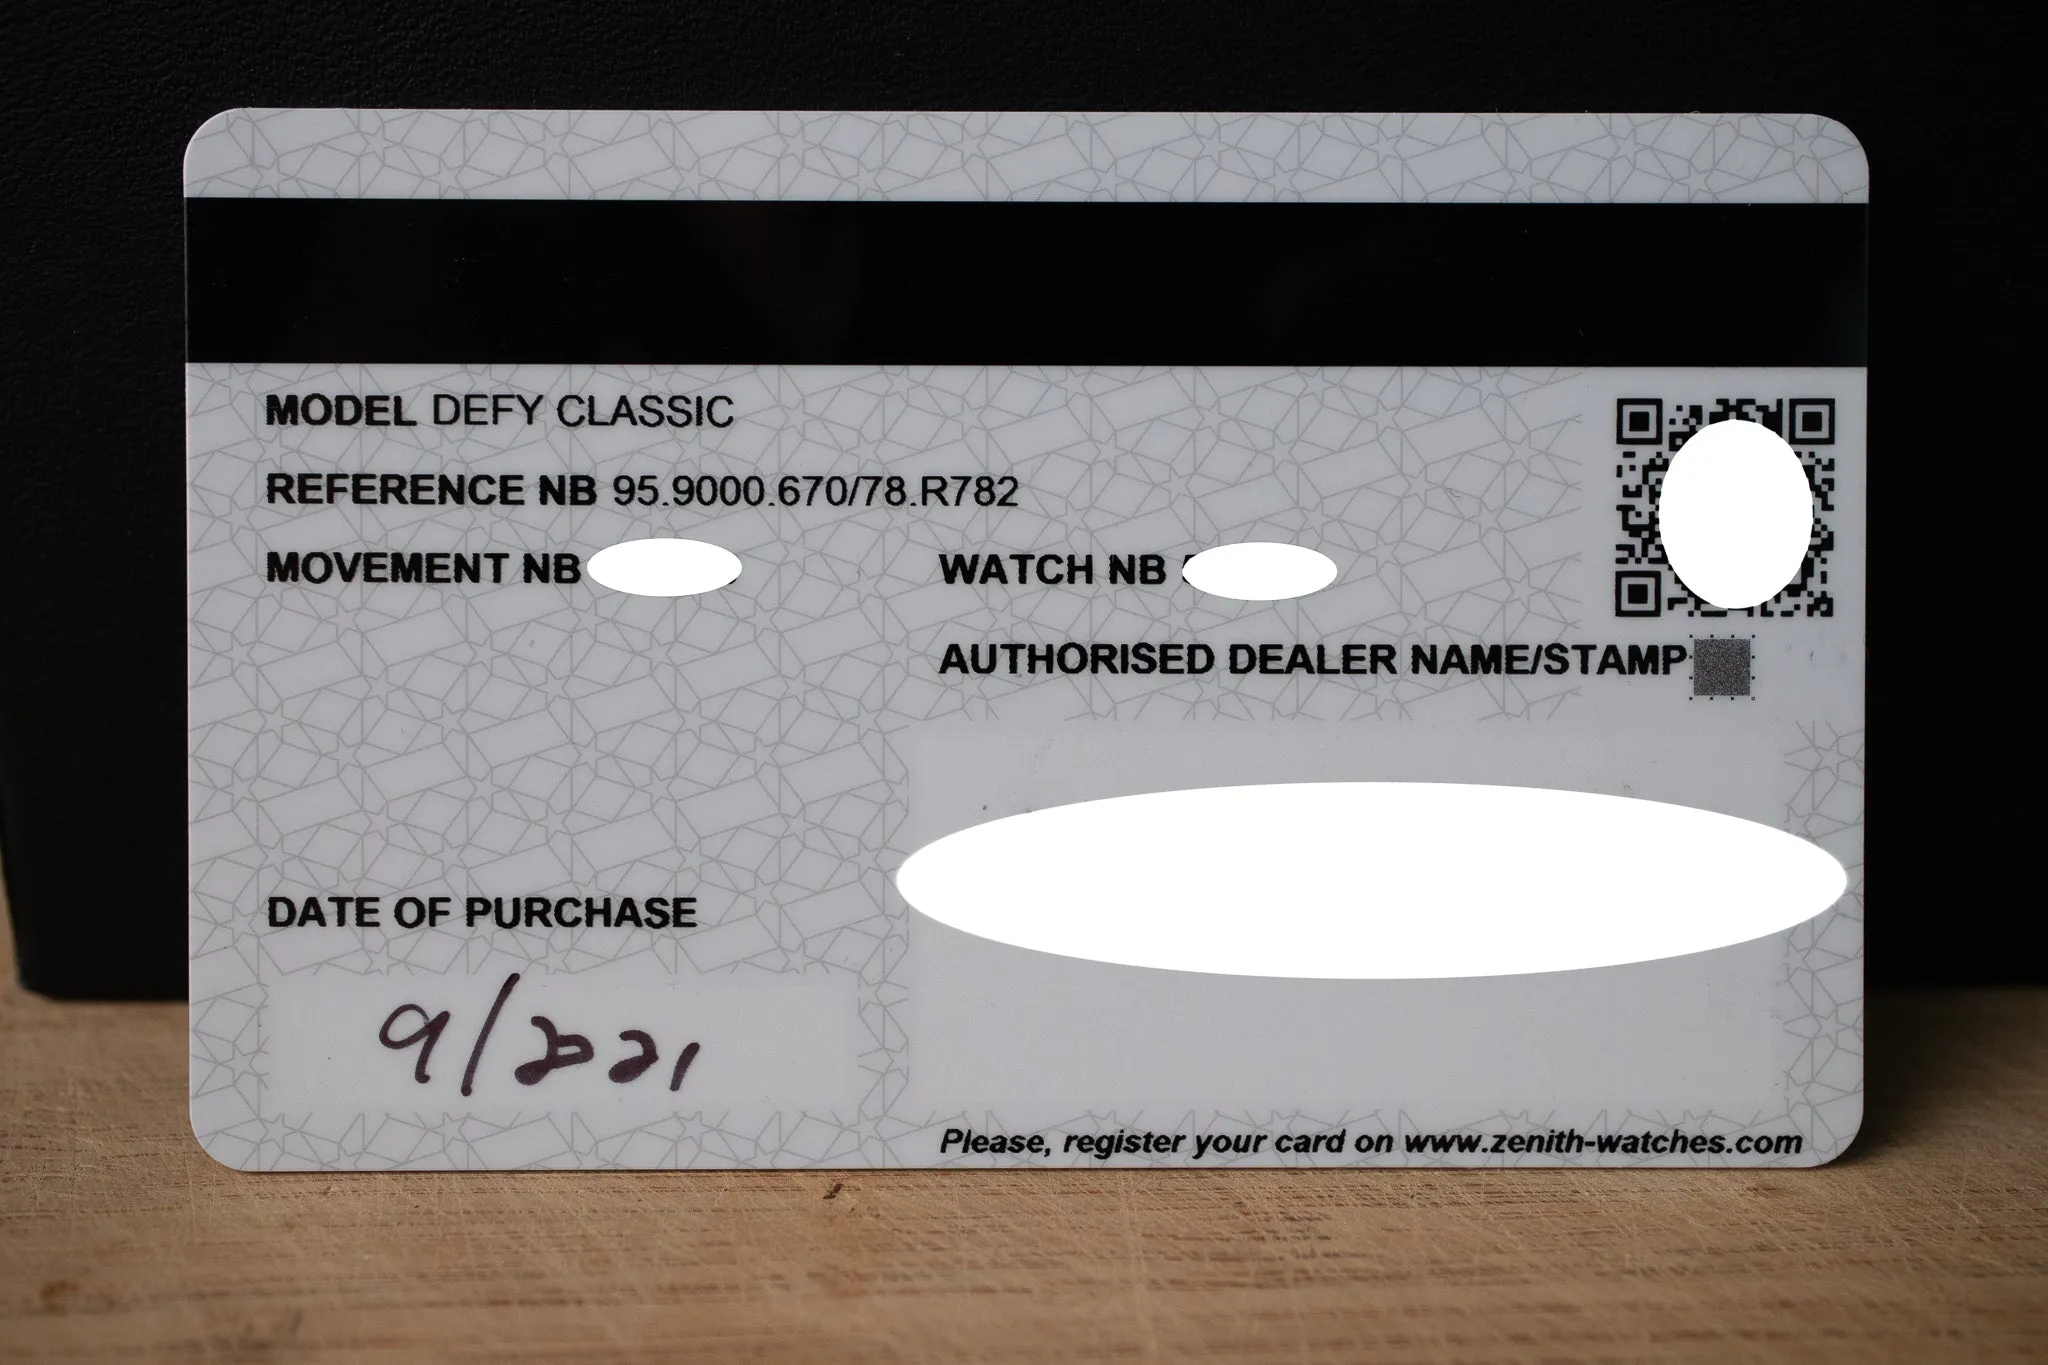 MODEL DEFY CLASSIC
REFERENCE NB 95.9000.670/78.R782
MOVEMENT NB
WATCH NB
AUTHORISED DEALER NAME/STAMP
DATE OF PURCHASE
9/2021
Please, register your card on www.zenith-watches.com